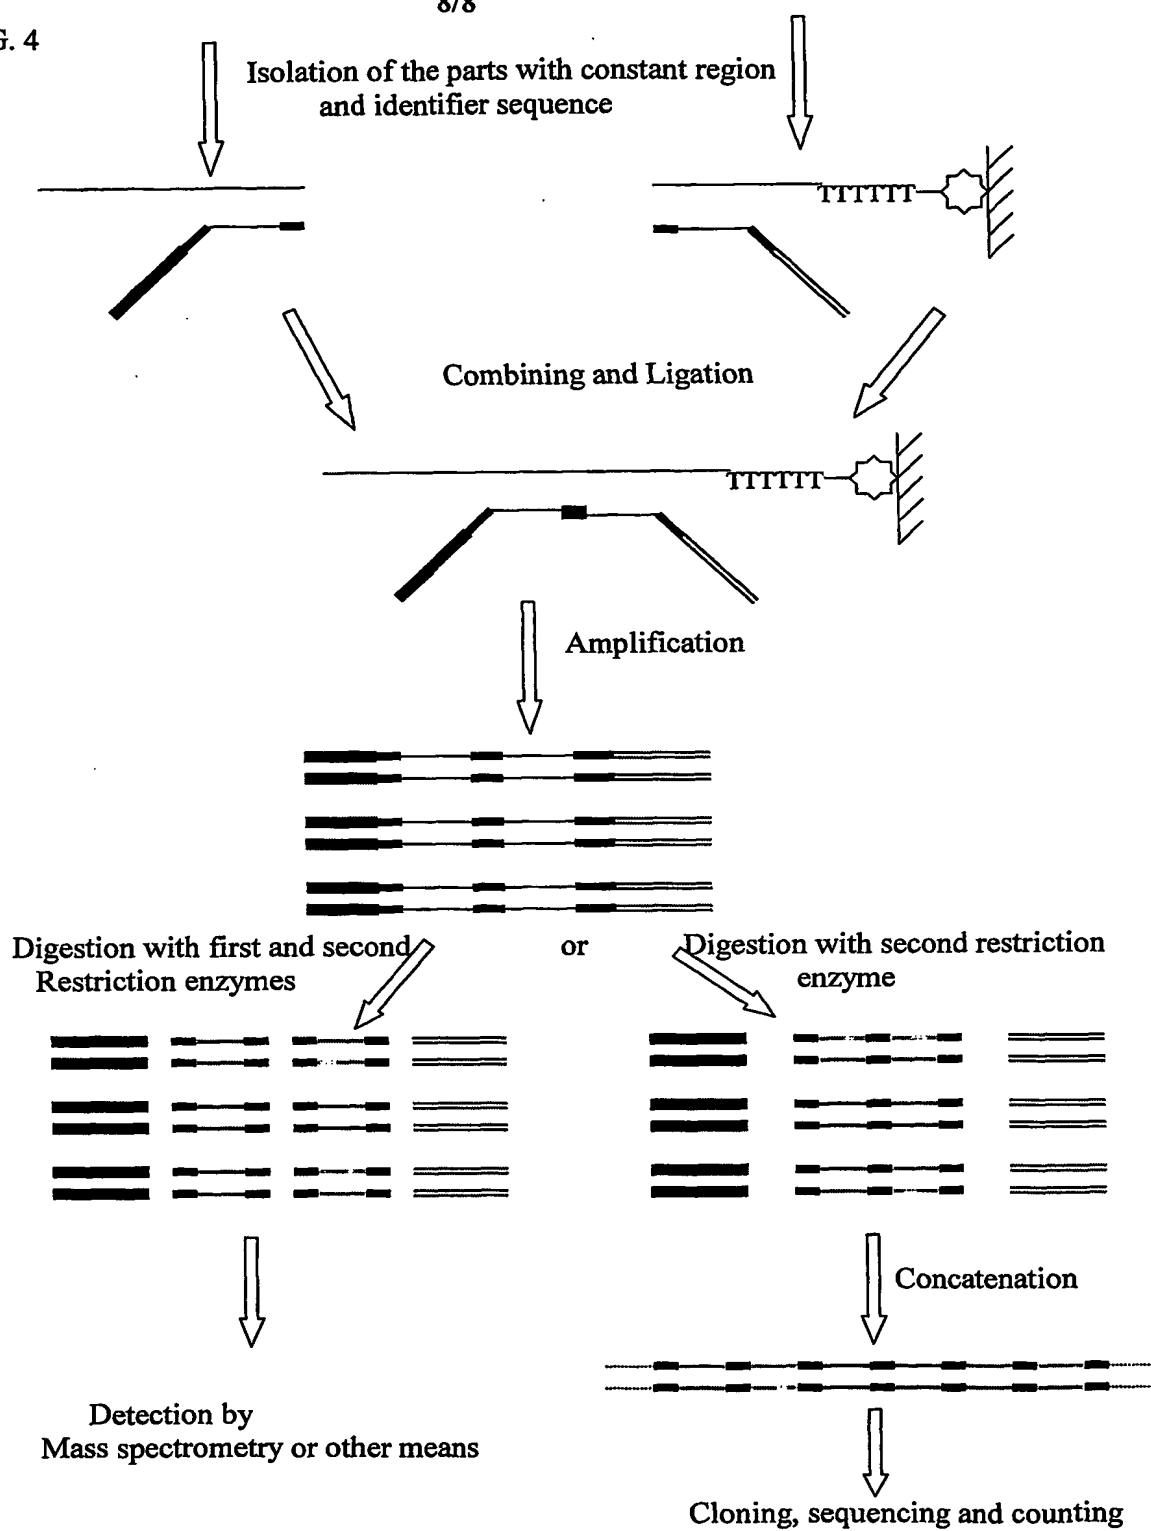 8/8
G. 4
Isolation of the parts with constant region
and identifier sequence
TTTTTT
Combining and Ligation
TTTTTT
Amplification
Digestion with first and second
Restriction enzymes
or
Digestion with second restriction
enzyme
Concatenation
Detection by
Mass spectrometry or other means
Cloning, sequencing and counting